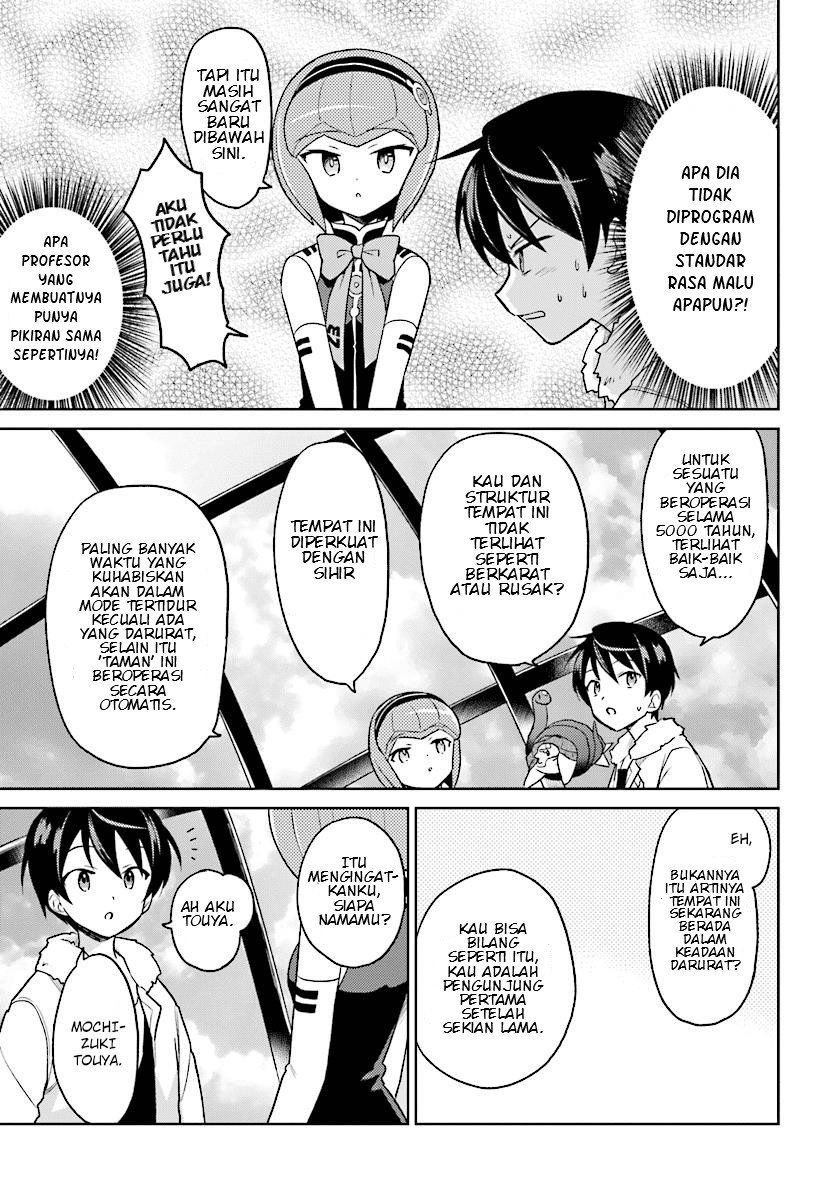 APA DIA
TIDAK
DIPROGRAM
DENGAN
STANDAR
RASA MALU
APAPUN?!
TAPI ITU
MASIH
SANGAT
BARU
DIBAWAH
SINI.
AKU
TIDAK
PERLU
TAHU
ITU
JUGA!
APA
PROFESOR
YANG
MEMBUATNYA
PUNYA
PIKIRAN SAMA
SEPERTINYA!
UNTUK
SESUATU
YANG
BEROPERASI
SELAMA
5000 TAHUN,
TERLIHAT
BAIK-BAIK
SAJA...
KAU DAN
STRUKTUR
TEMPAT INI
TIDAK
TERLIHAT
SEPERTI
BERKARAT
ATAU RUSAK?
TEMPAT INI
DIPERKUAT
DENGAN
SIHIR
PALING BANYAK
WAKTU YANG
KUHABISKAN
AKAN DALAM
MODE TERTIDUR
KECUALI ADA
YANG DARURAT,
SELAIN ITU
'TAMAN' INI
BEROPERASI
SECARA
OTOMATIS.
EH,
BUKANNYA
ITU ARTINYA
TEMPAT INI
SEKARANG
BERADA
DALAM
KEADAAN
DARURAT?
KAU BISA
BILANG
SEPERTI ITU,
KAU ADALAH
PENGUNJUNG
PERTAMA
SETELAH
SEKIAN LAMA.
ITU
MENGINGAT-
KANKU,
SIAPA
NAMAMU?
AH AKU
TOUYA.
MOCHI-
ZUKI
TOUYA.